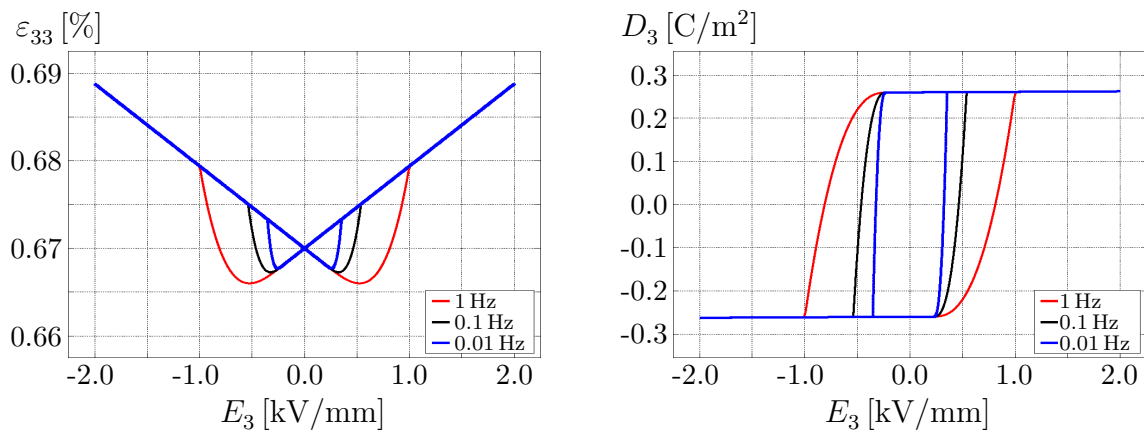 ε₃₃ [%]
0.69
0.68
0.67
0.66
-2.0 -1.0 0.0 1.0 2.0
E₃ [kV/mm]
1 Hz
0.1 Hz
0.01 Hz
D₃ [C/m²]
0.3
0.2
0.1
0.0
-0.1
-0.2
-0.3
-2.0 -1.0 0.0 1.0 2.0
E₃ [kV/mm]
1 Hz
0.1 Hz
0.01 Hz